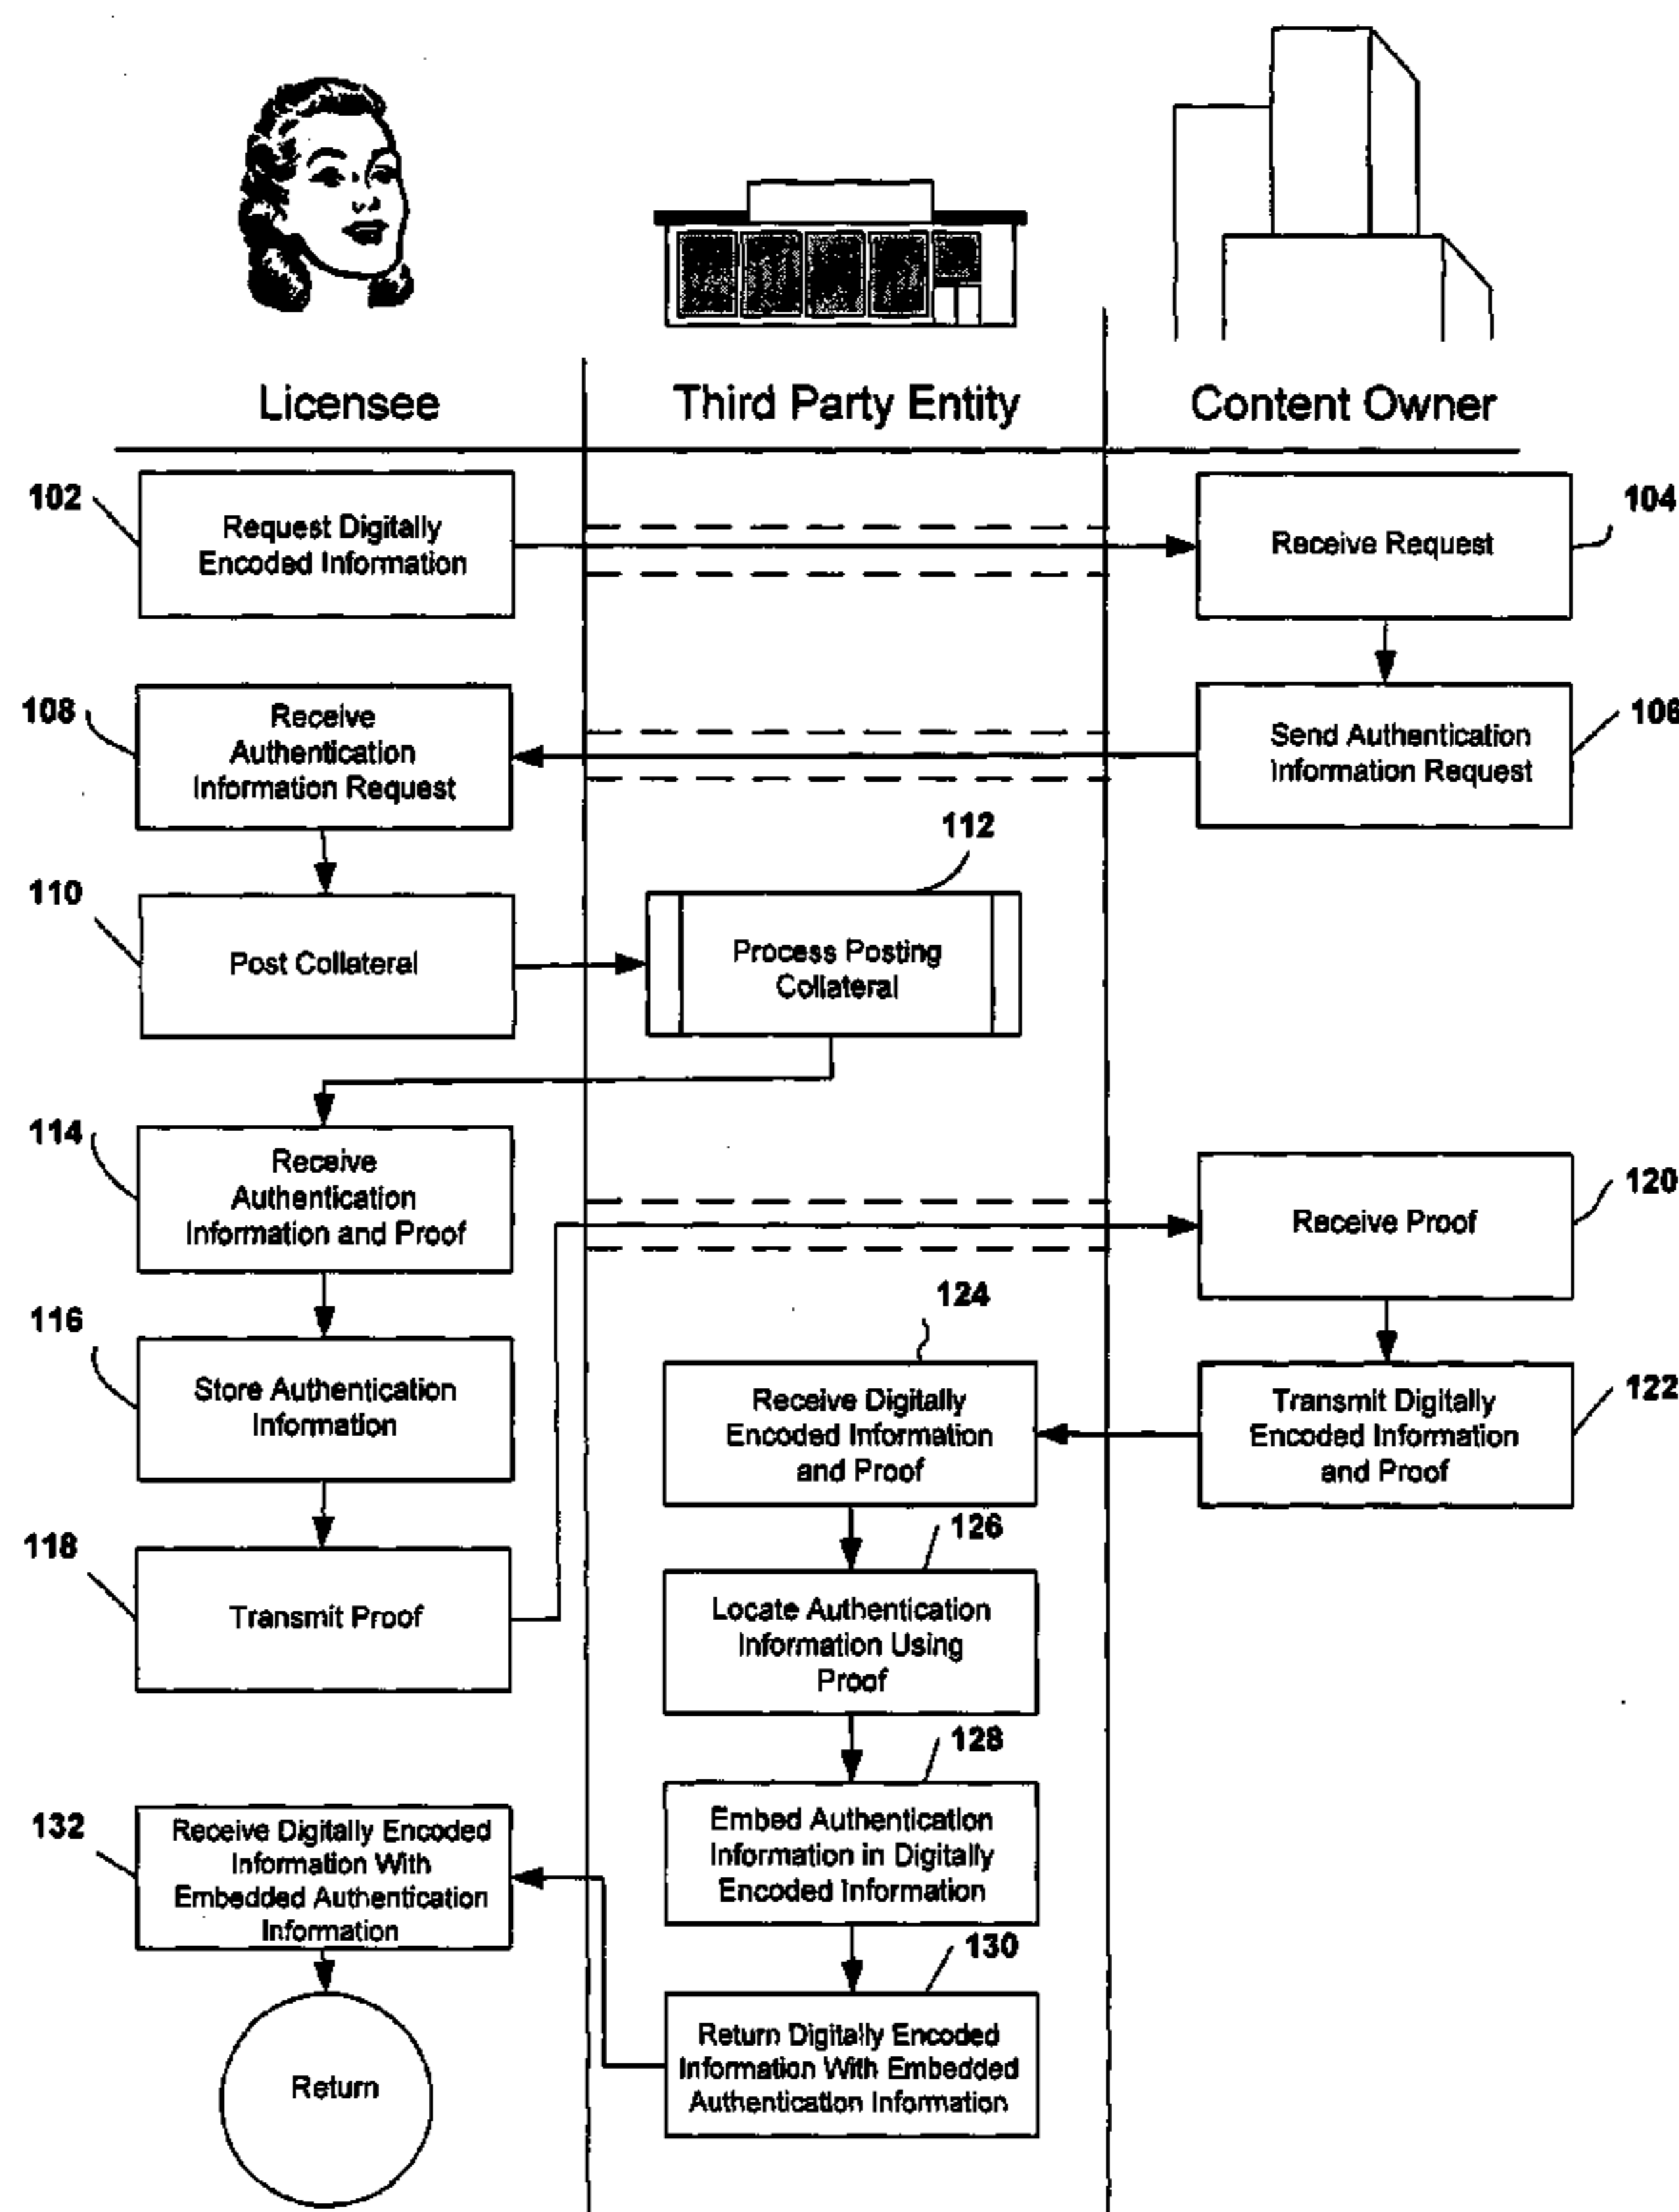 Licensee
Third Party Entity
Content Owner
102
Request Digitally
Encoded Information
Receive Request
104
108
Receive
Authentication
Information Request
Send Authentication
Information Request
106
110
Post Collateral
112
Process Posting
Collateral
114
Receive
Authentication
Information and Proof
Receive Proof
120
116
Store Authentication
Information
124
Receive Digitally
Encoded Information
and Proof
Transmit Digitally
Encoded Information
and Proof
122
118
Transmit Proof
126
Locate Authentication
Information Using
Proof
128
Embed Authentication
Information in Digitally
Encoded Information
132
Receive Digitally Encoded
Information With
Embedded Authentication
Information
130
Return Digitally Encoded
Information With Embedded
Authentication Information
Return